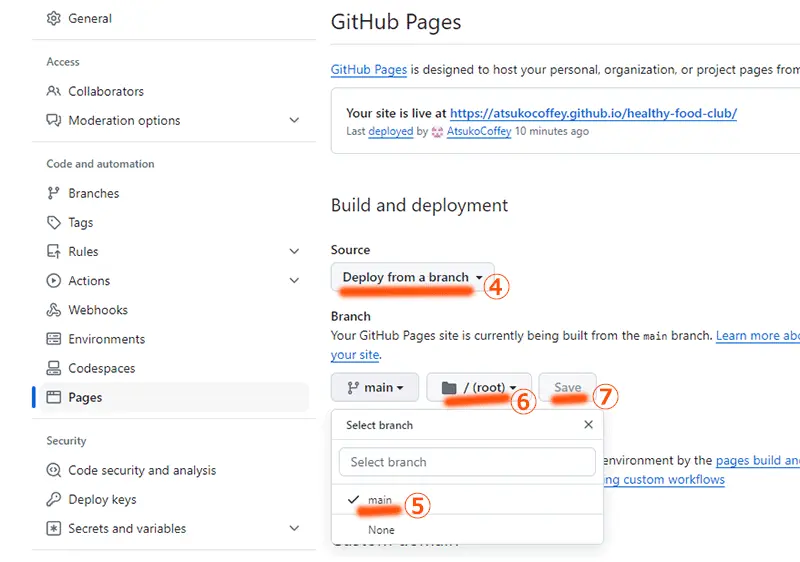 General
Access
Collaborators
Moderation options
Code and automation
Branches
Tags
Rules
Actions
Webhooks
Environments
Codespaces
Pages
Security
Code security and analysis
Deploy keys
Secrets and variables
GitHub Pages
GitHub Pages is designed to host your personal, organization, or project pages from
Your site is live at https://atsukocoffey.github.io/healthy-food-club/
Last deployed by AtsukoCoffey 10 minutes ago
Build and deployment
Source
Deploy from a branch ④
Branch
Your GitHub Pages site is currently being built from the main branch. Learn more
your site.
main / (root) ⑥ Save ⑦
Select branch
Select branch
main ⑤
None
environment by the pages build
custom workflows